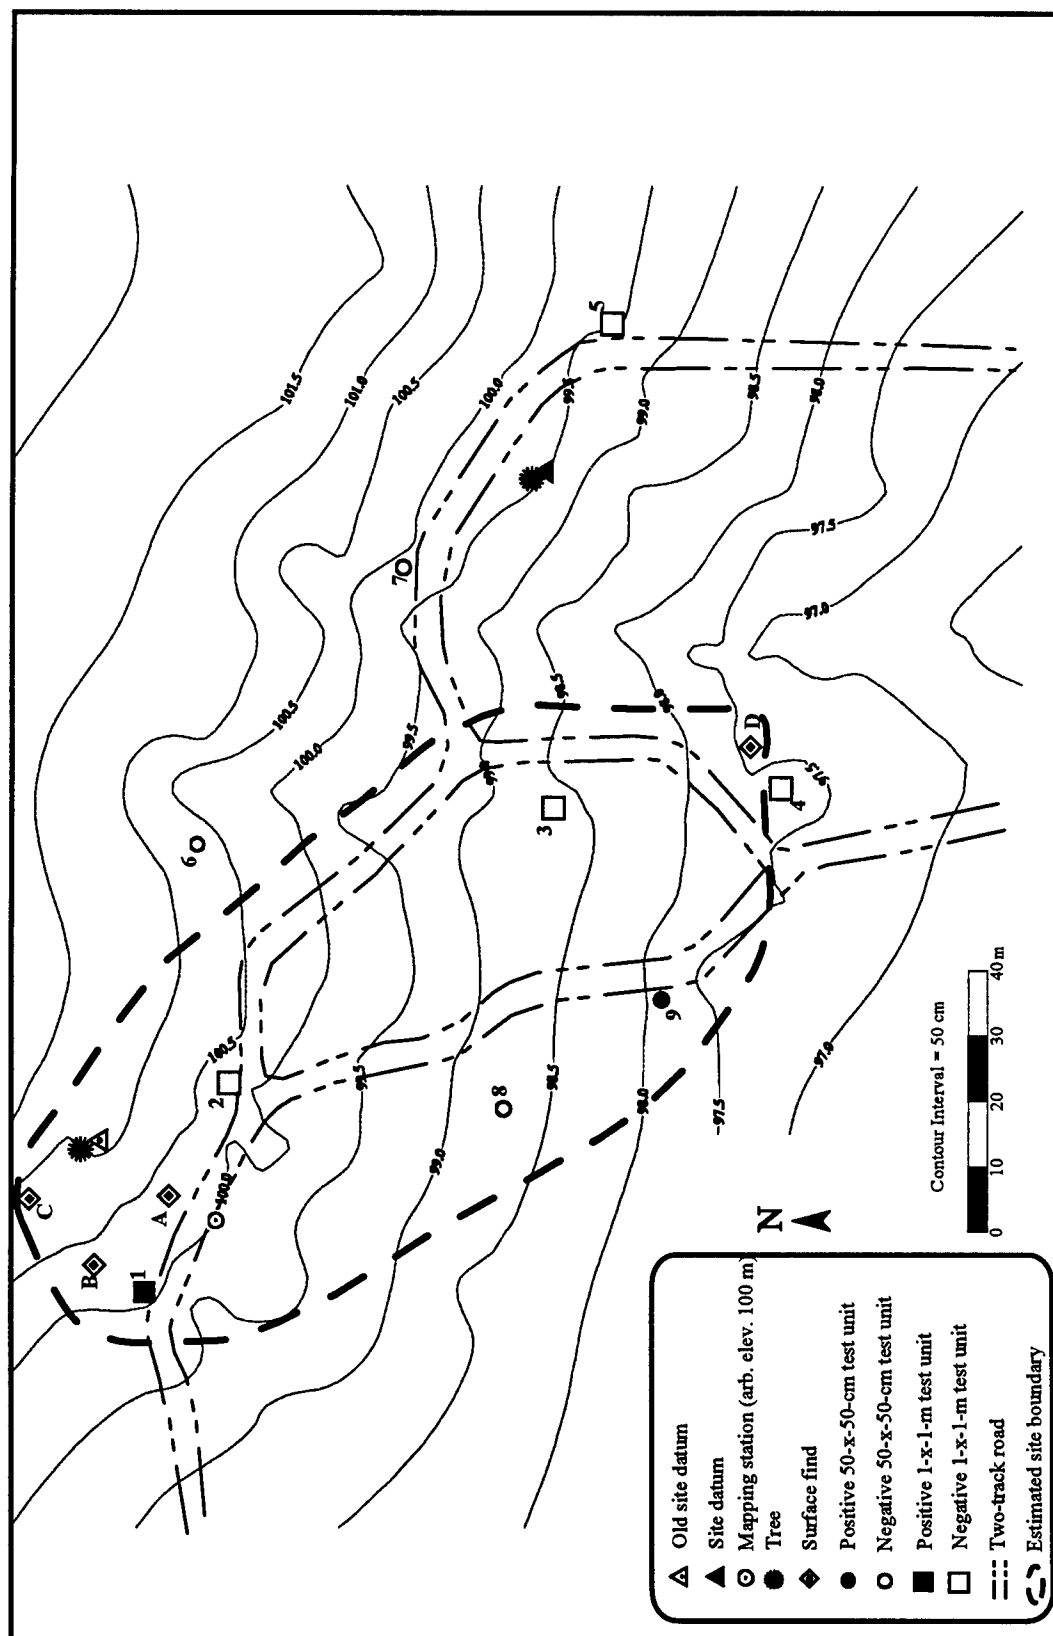 101.5
101.0
100.5
100.0
99.5
99.0
98.5
98.0
97.5
97.0
5
7
100.5
100.0
99.5
98.5
D
97.5
4
3
6
100.5
2
99.5
98.5
98.0
97.5
97.0
9
8
99.0
100.0
A
B
C
1
N
Contour Interval = 50 cm
0 10 20 30 40 m
Old site datum
Site datum
Mapping station (arb. elev. 100 m)
Tree
Surface find
Positive 50-x-50-cm test unit
Negative 50-x-50-cm test unit
Positive 1-x-1-m test unit
Negative 1-x-1-m test unit
Two-track road
Estimated site boundary